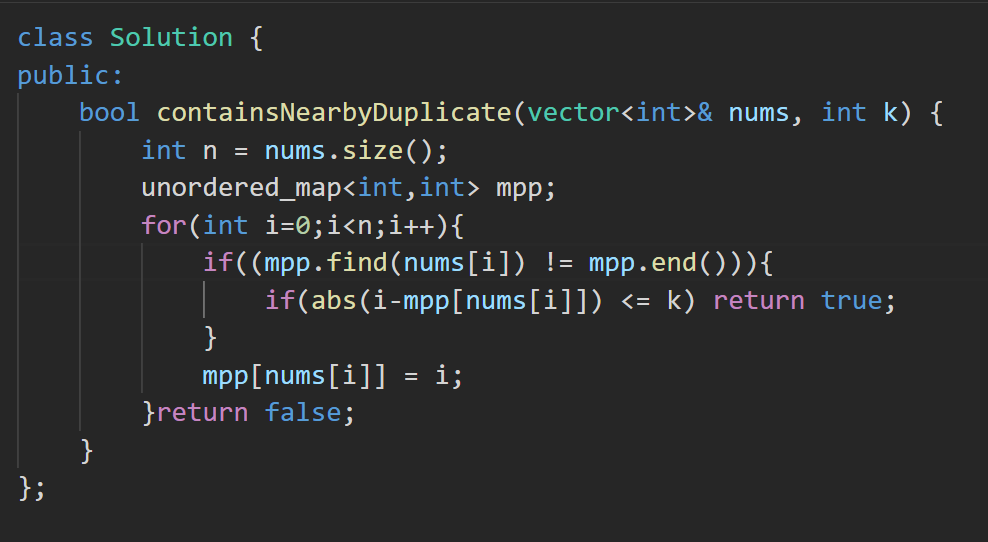 class Solution {
public:
    bool containsNearbyDuplicate(vector<int>& nums, int k) {
        int n = nums.size();
        unordered_map<int,int> mpp;
        for(int i=0;i<n;i++){
            if((mpp.find(nums[i]) != mpp.end())){
                if(abs(i-mpp[nums[i]]) <= k) return true;
            }
            mpp[nums[i]] = i;
        }return false;
    }
};